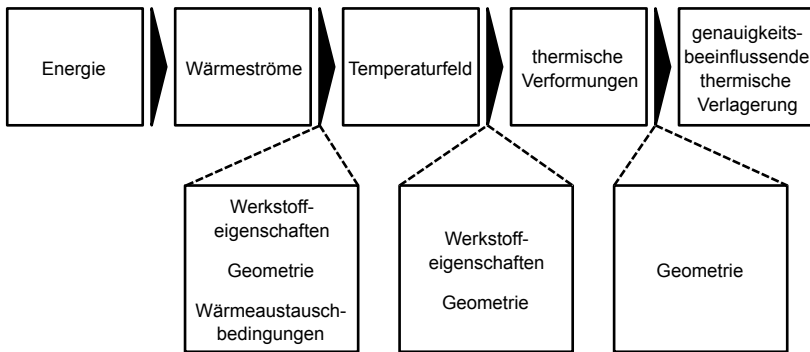 Energie
Wärmeströme
Temperaturfeld
thermische
Verformungen
genauigkeits-
beeinflussende
thermische
Verlagerung
Werkstoff-
eigenschaften
Geometrie
Wärmeaustausch-
bedingungen
Werkstoff-
eigenschaften
Geometrie
Geometrie